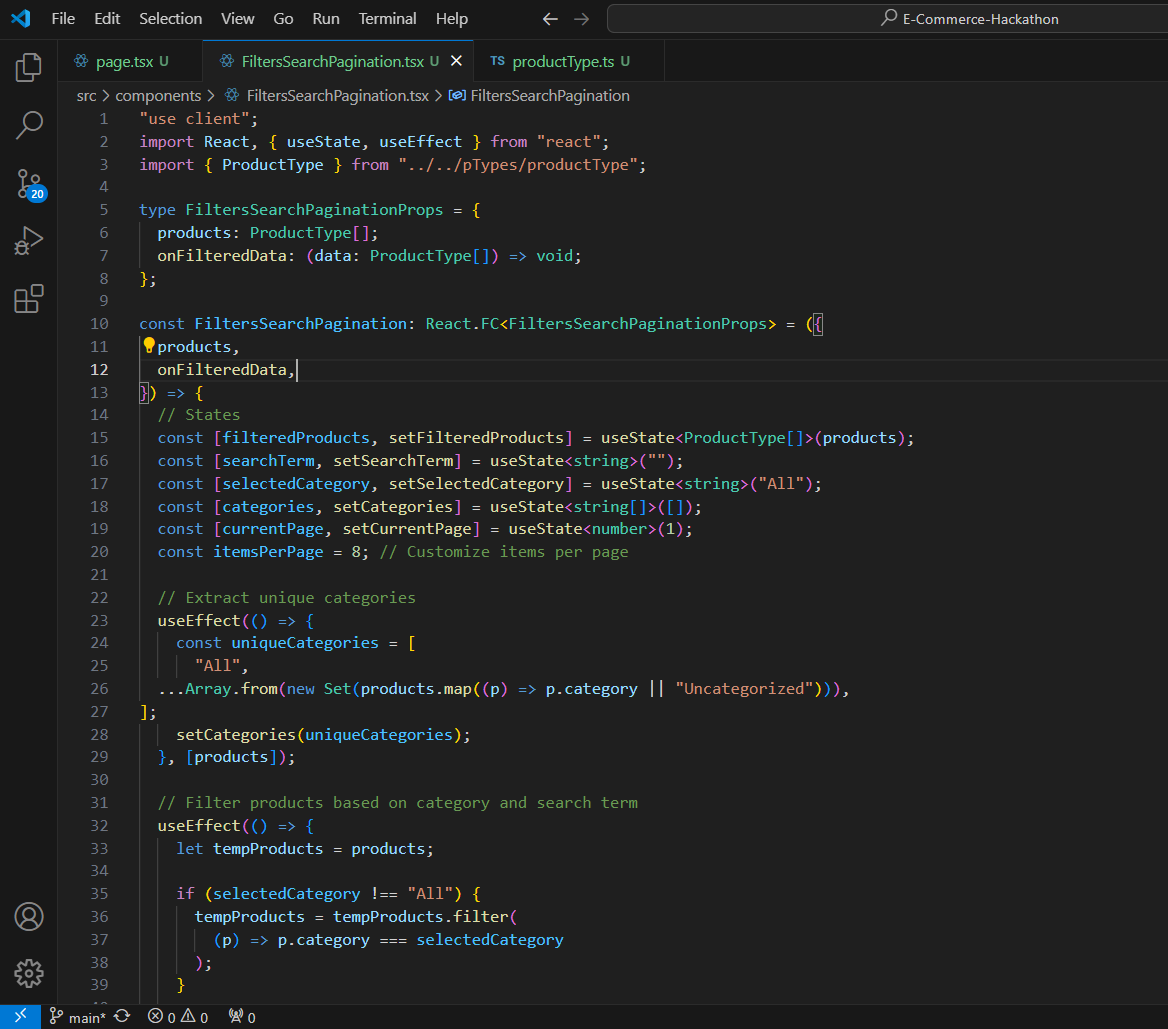 File Edit Selection View Go Run Terminal Help E-Commerce-Hackathon
page.tsx U FiltersSearchPagination.tsx U TS productType.ts U
src > components > FiltersSearchPagination.tsx > FiltersSearchPagination
1 "use client";
2 import React, { useState, useEffect } from "react";
3 import { ProductType } from "../../pTypes/productType";
4
5 type FiltersSearchPaginationProps = {
6 products: ProductType[];
7 onFilteredData: (data: ProductType[]) => void;
8 };
9
10 const FiltersSearchPagination: React.FC<FiltersSearchPaginationProps> = ({
11 products,
12 onFilteredData,
13 }) => {
14 // States
15 const [filteredProducts, setFilteredProducts] = useState<ProductType[]>(products);
16 const [searchTerm, setSearchTerm] = useState<string>("");
17 const [selectedCategory, setSelectedCategory] = useState<string>("All");
18 const [categories, setCategories] = useState<string[]>([]);
19 const [currentPage, setCurrentPage] = useState<number>(1);
20 const itemsPerPage = 8; // Customize items per page
21
22 // Extract unique categories
23 useEffect(() => {
24 const uniqueCategories = [
25 "All",
26 ...Array.from(new Set(products.map((p) => p.category || "Uncategorized"))),
27 ];
28 setCategories(uniqueCategories);
29 }, [products]);
30
31 // Filter products based on category and search term
32 useEffect(() => {
33 let tempProducts = products;
34
35 if (selectedCategory !== "All") {
36 tempProducts = tempProducts.filter(
37 (p) => p.category === selectedCategory
38 );
39 }
20
main* 0 0 0